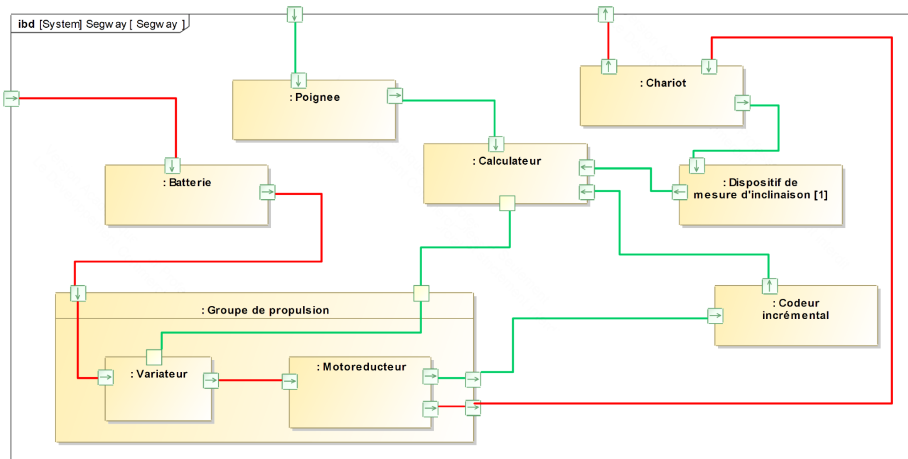 ibd [System] Segway [ Segway ]
: Poignee
: Chariot
: Calculateur
: Batterie
: Dispositif de
mesure d'inclinaison [1]
: Groupe de propulsion
: Codeur
incrémental
: Variateur
: Motoreducteur